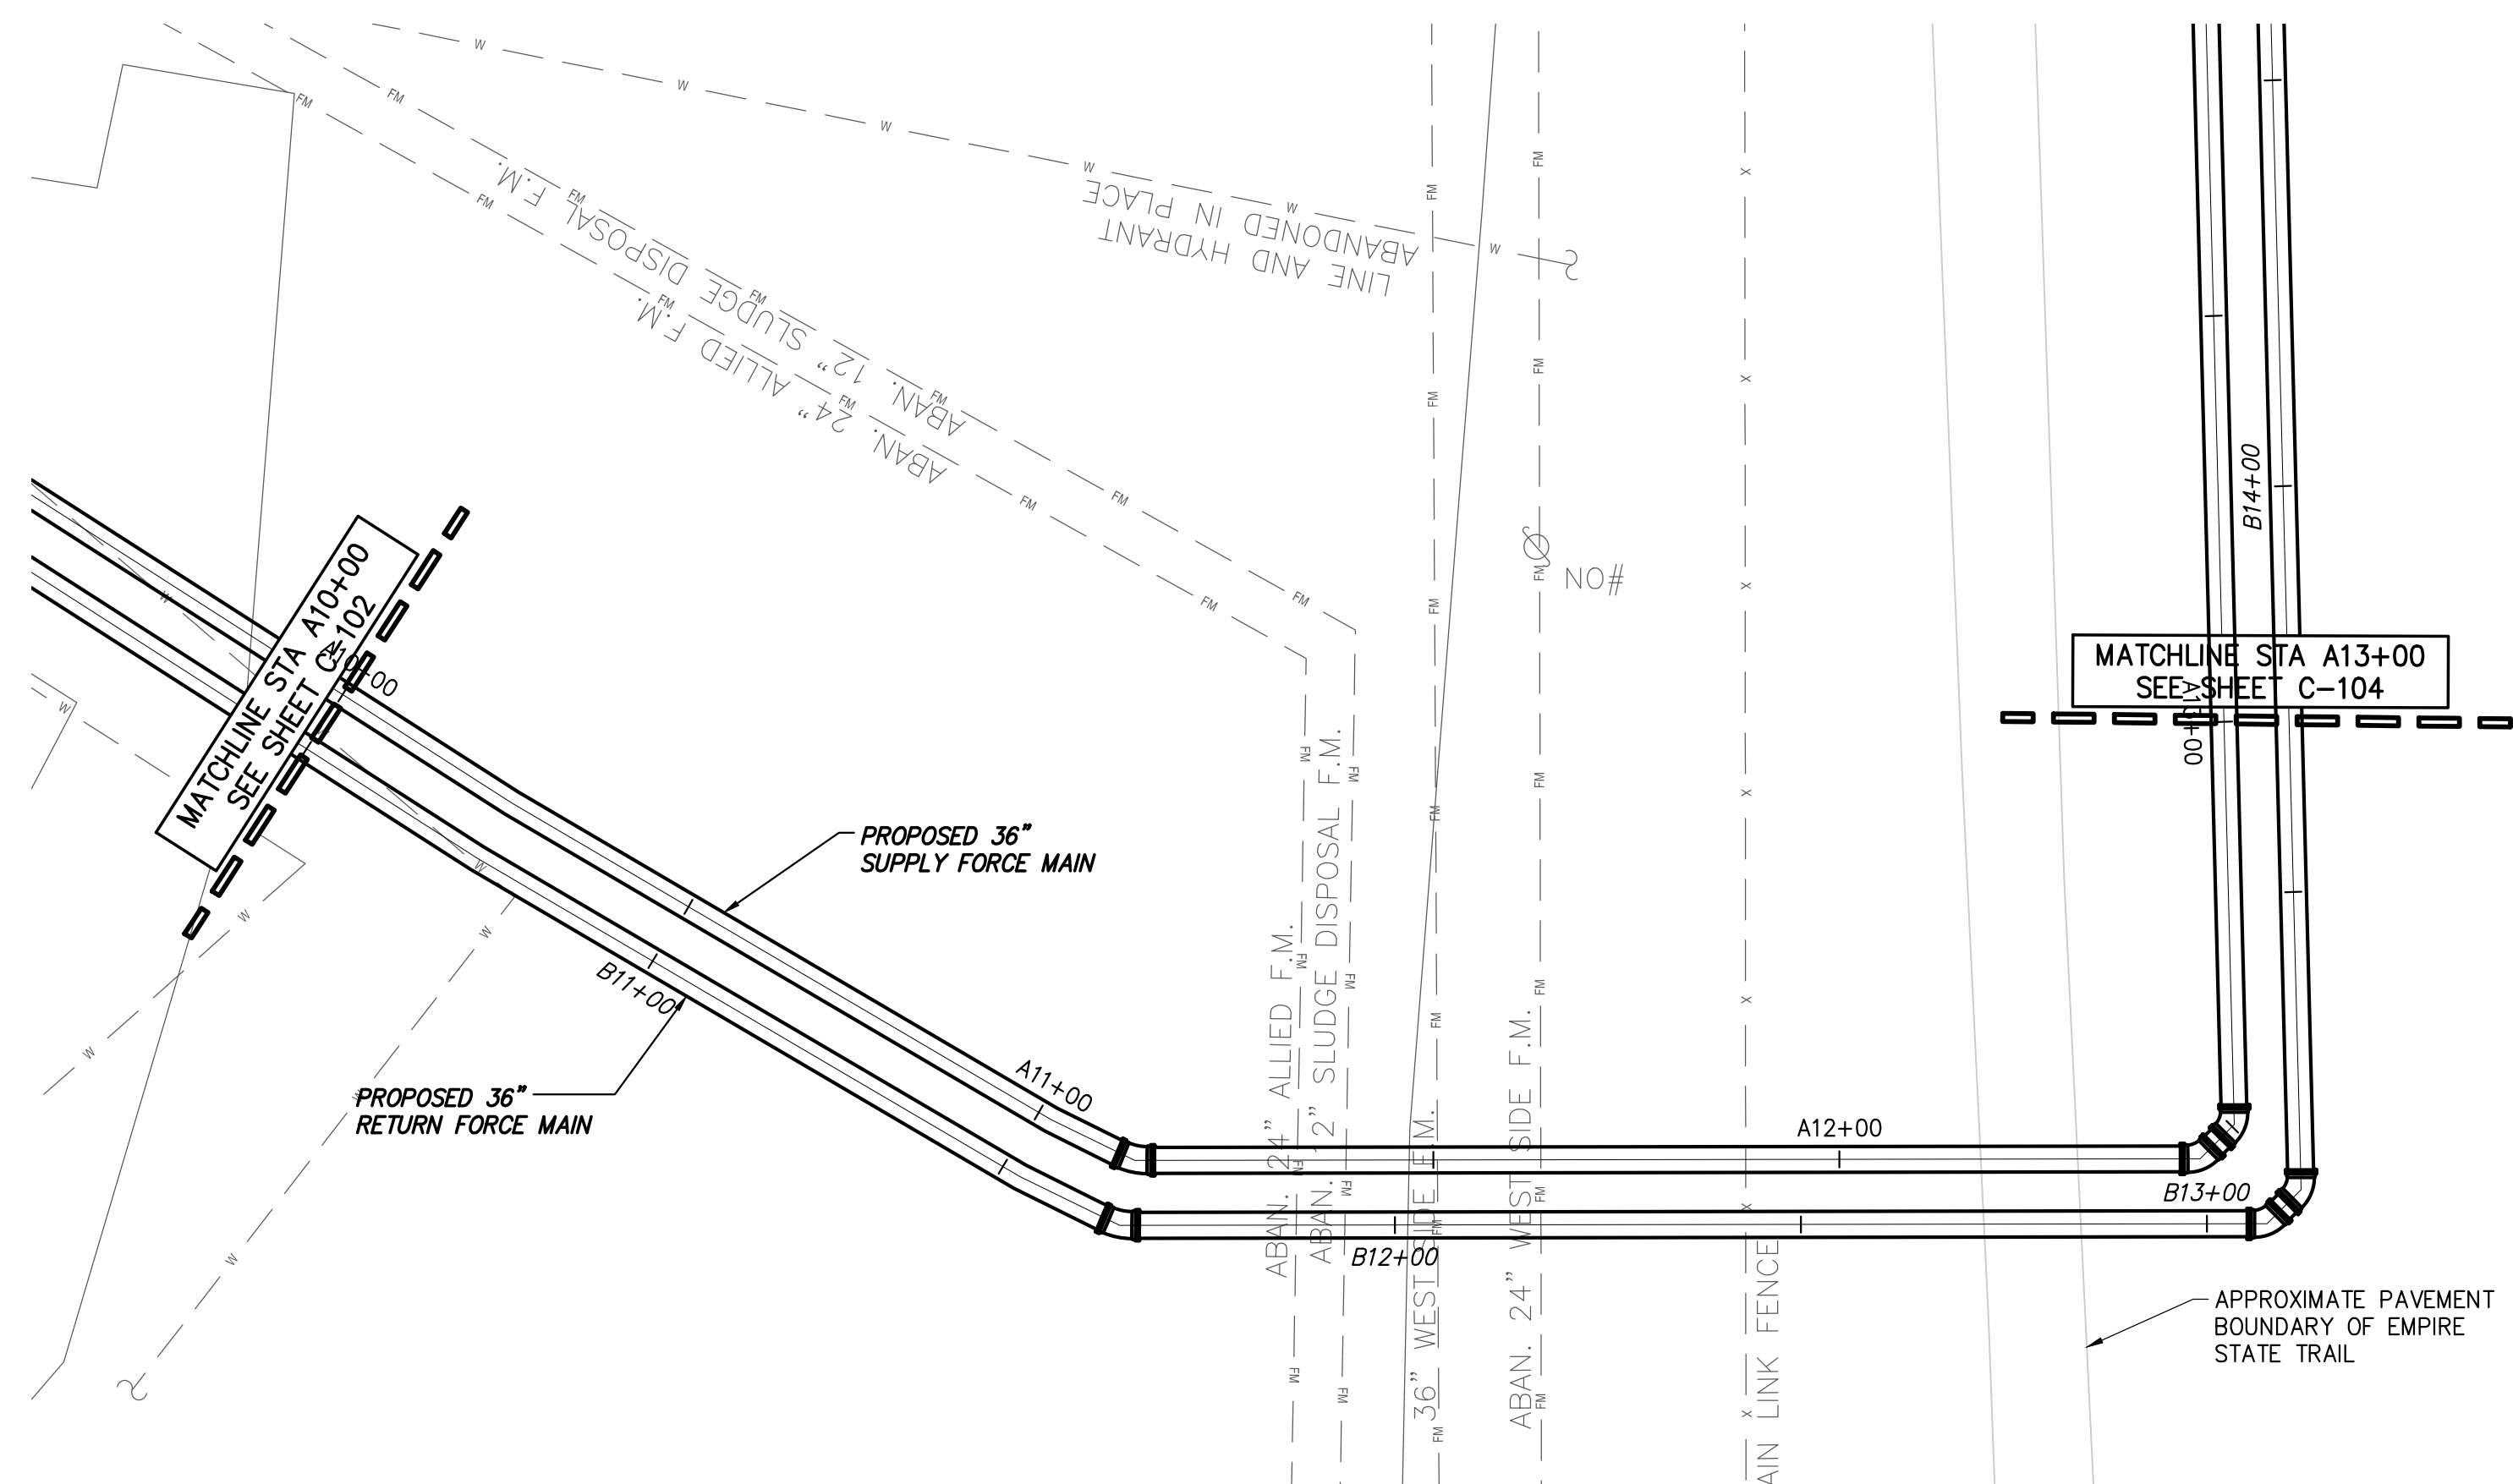 LINE AND HYDRANT
ABANDONED IN PLACE
ABAN. 12” SLUDGE DISPOSAL F.M.
ABAN. 24” ALLIED F.M.
NO#
B14+00
MATCHLINE STA A10+00
SEE SHEET C-102
A10+00
MATCHLINE STA A13+00
SEE SHEET C-104
A13+00
PROPOSED 36”
SUPPLY FORCE MAIN
B11+00
PROPOSED 36”
RETURN FORCE MAIN
A11+00
A12+00
B12+00
B13+00
ABAN. 24” ALLIED F.M.
ABAN. 12” SLUDGE DISPOSAL F.M.
36” WEST SIDE F.M.
ABAN. 24” WEST SIDE F.M.
AIN LINK FENCE
APPROXIMATE PAVEMENT
BOUNDARY OF EMPIRE
STATE TRAIL
W
FM
X